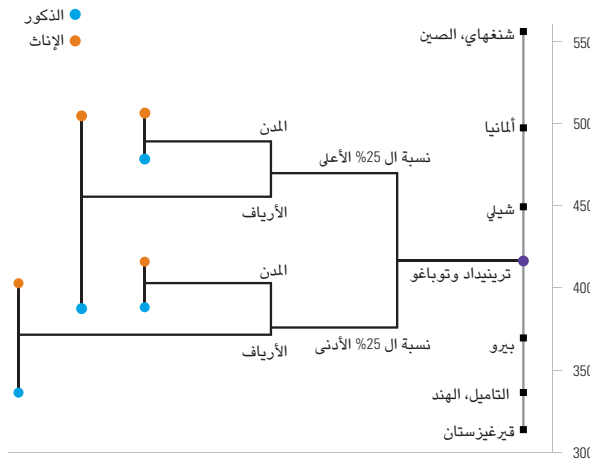 الذكور
الإناث
شنغهاي، الصين
ألمانيا
شيلي
ترينيداد وتوباغو
بيرو
التاميل، الهند
قيرغيزستان
نسبة ال 25% الأعلى
نسبة ال 25% الأدنى
المدن
الأرياف
المدن
الأرياف
550
500
450
400
350
300